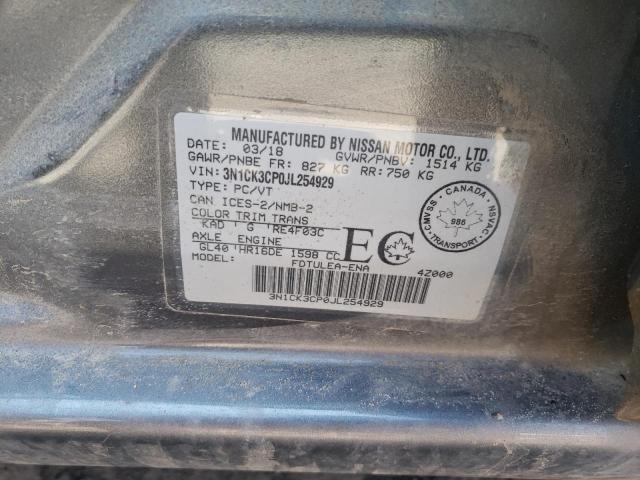 MANUFACTURED BY NISSAN MOTOR CO., LTD.
DATE: 03/18 GVWR/PNBV: 1514 KG
GAWR/PNBE FR: 827 KG RR: 750 KG
VIN: 3N1CK3CP0JL254929
TYPE: PC/VT
CAN ICES-2/NMB-2
COLOR TRIM TRANS
KAD G RE4F03C
AXLE ENGINE
GL40 HR16DE 1598 CC
EC
MODEL: FDTULEA-ENA 4Z000
3N1CK3CP0JL254929
CANADA
CMVSS
986
NSVAC
TRANSPORT